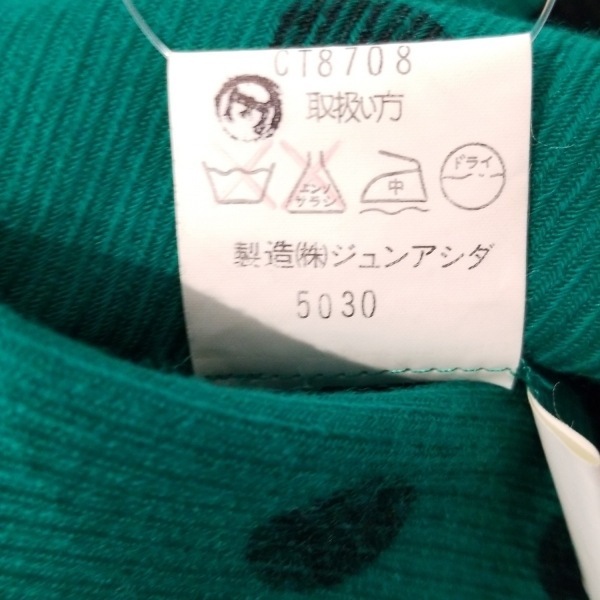 CT8708
取扱い方
エンソ
サラシ
中
ドライ
製造(株)ジュンアシダ
5030